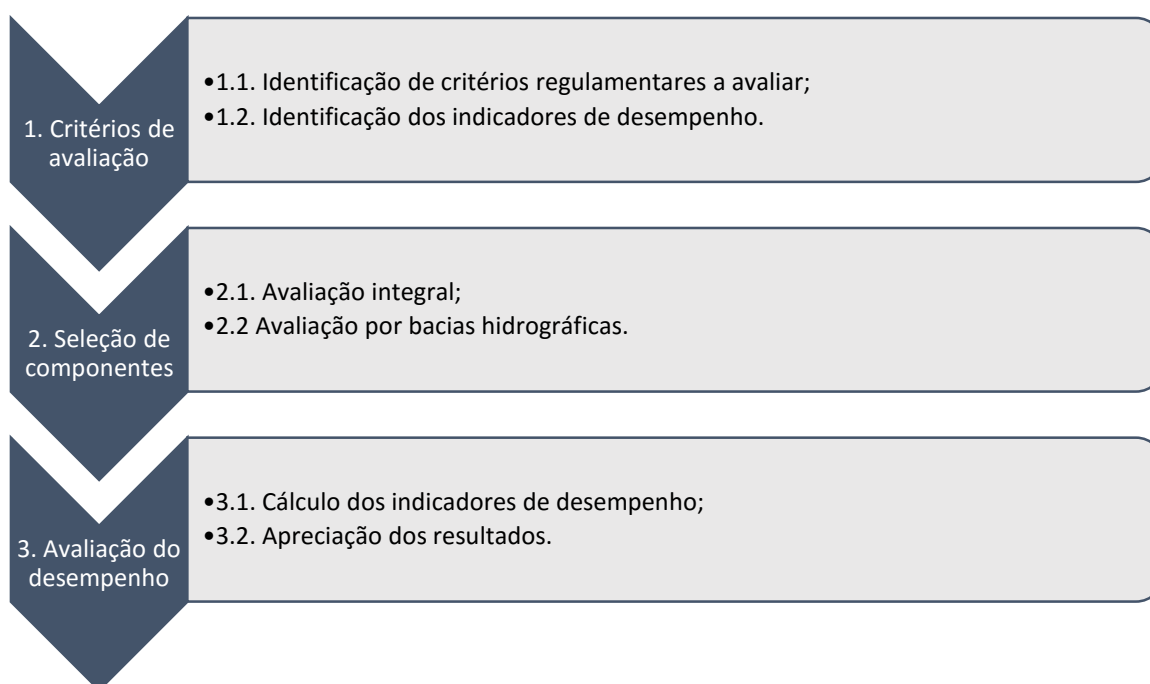 1. Critérios de
avaliação
•1.1. Identificação de critérios regulamentares a avaliar;
•1.2. Identificação dos indicadores de desempenho.
2. Seleção de
componentes
•2.1. Avaliação integral;
•2.2 Avaliação por bacias hidrográficas.
3. Avaliação do
desempenho
•3.1. Cálculo dos indicadores de desempenho;
•3.2. Apreciação dos resultados.